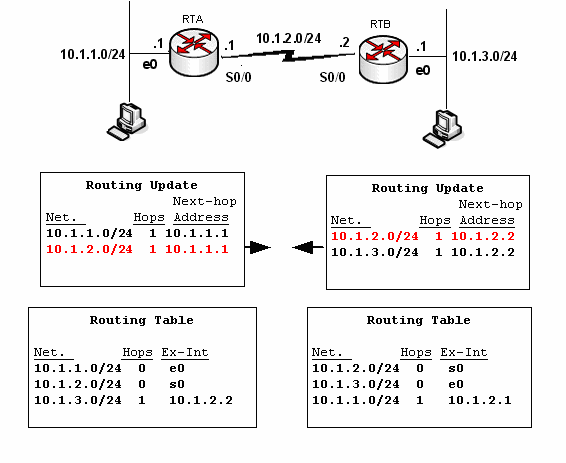 RTA
RTB
10.1.2.0/24
10.1.1.0/24
.1
.1
.2
.1
10.1.3.0/24
e0
S0/0
S0/0
e0
Routing Update
Next-hop
Net. Hops Address
10.1.1.0/24 1 10.1.1.1
10.1.2.0/24 1 10.1.1.1
Routing Update
Next-hop
Net. Hops Address
10.1.2.0/24 1 10.1.2.2
10.1.3.0/24 1 10.1.2.2
Routing Table
Net. Hops Ex-Int
10.1.1.0/24 0 e0
10.1.2.0/24 0 s0
10.1.3.0/24 1 10.1.2.2
Routing Table
Net. Hops Ex-Int
10.1.2.0/24 0 s0
10.1.3.0/24 0 e0
10.1.1.0/24 1 10.1.2.1